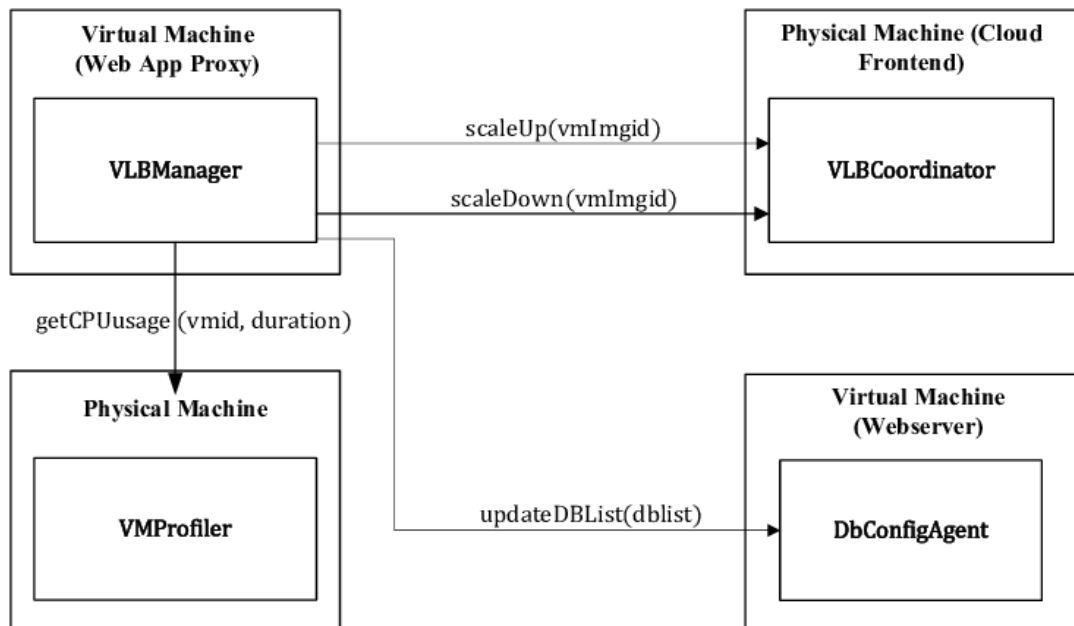 Virtual Machine
(Web App Proxy)
VLBManager
scaleUp(vmImgid)
scaleDown(vmImgid)
Physical Machine (Cloud
Frontend)
VLBCoordinator
getCPUusage (vmid, duration)
Physical Machine
VMProfiler
updateDBList(dblist)
Virtual Machine
(Webserver)
DbConfigAgent